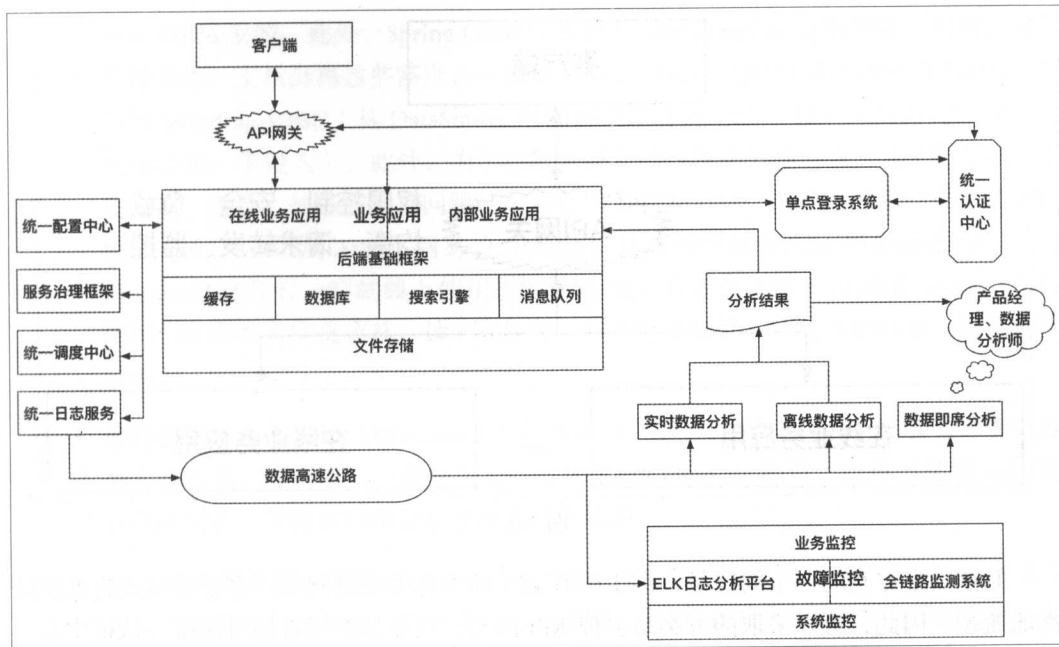 客户端
API网关
统一
认证
中心
单点登录系统
在线业务应用 业务应用 内部业务应用
统一配置中心
后端基础框架
服务治理框架
缓存 数据库 搜索引擎 消息队列
分析结果
产品经
理、数据
分析师
统一调度中心
文件存储
统一日志服务
实时数据分析 离线数据分析 数据即席分析
数据高速公路
业务监控
ELK日志分析平台 故障监控 全链路监测系统
系统监控